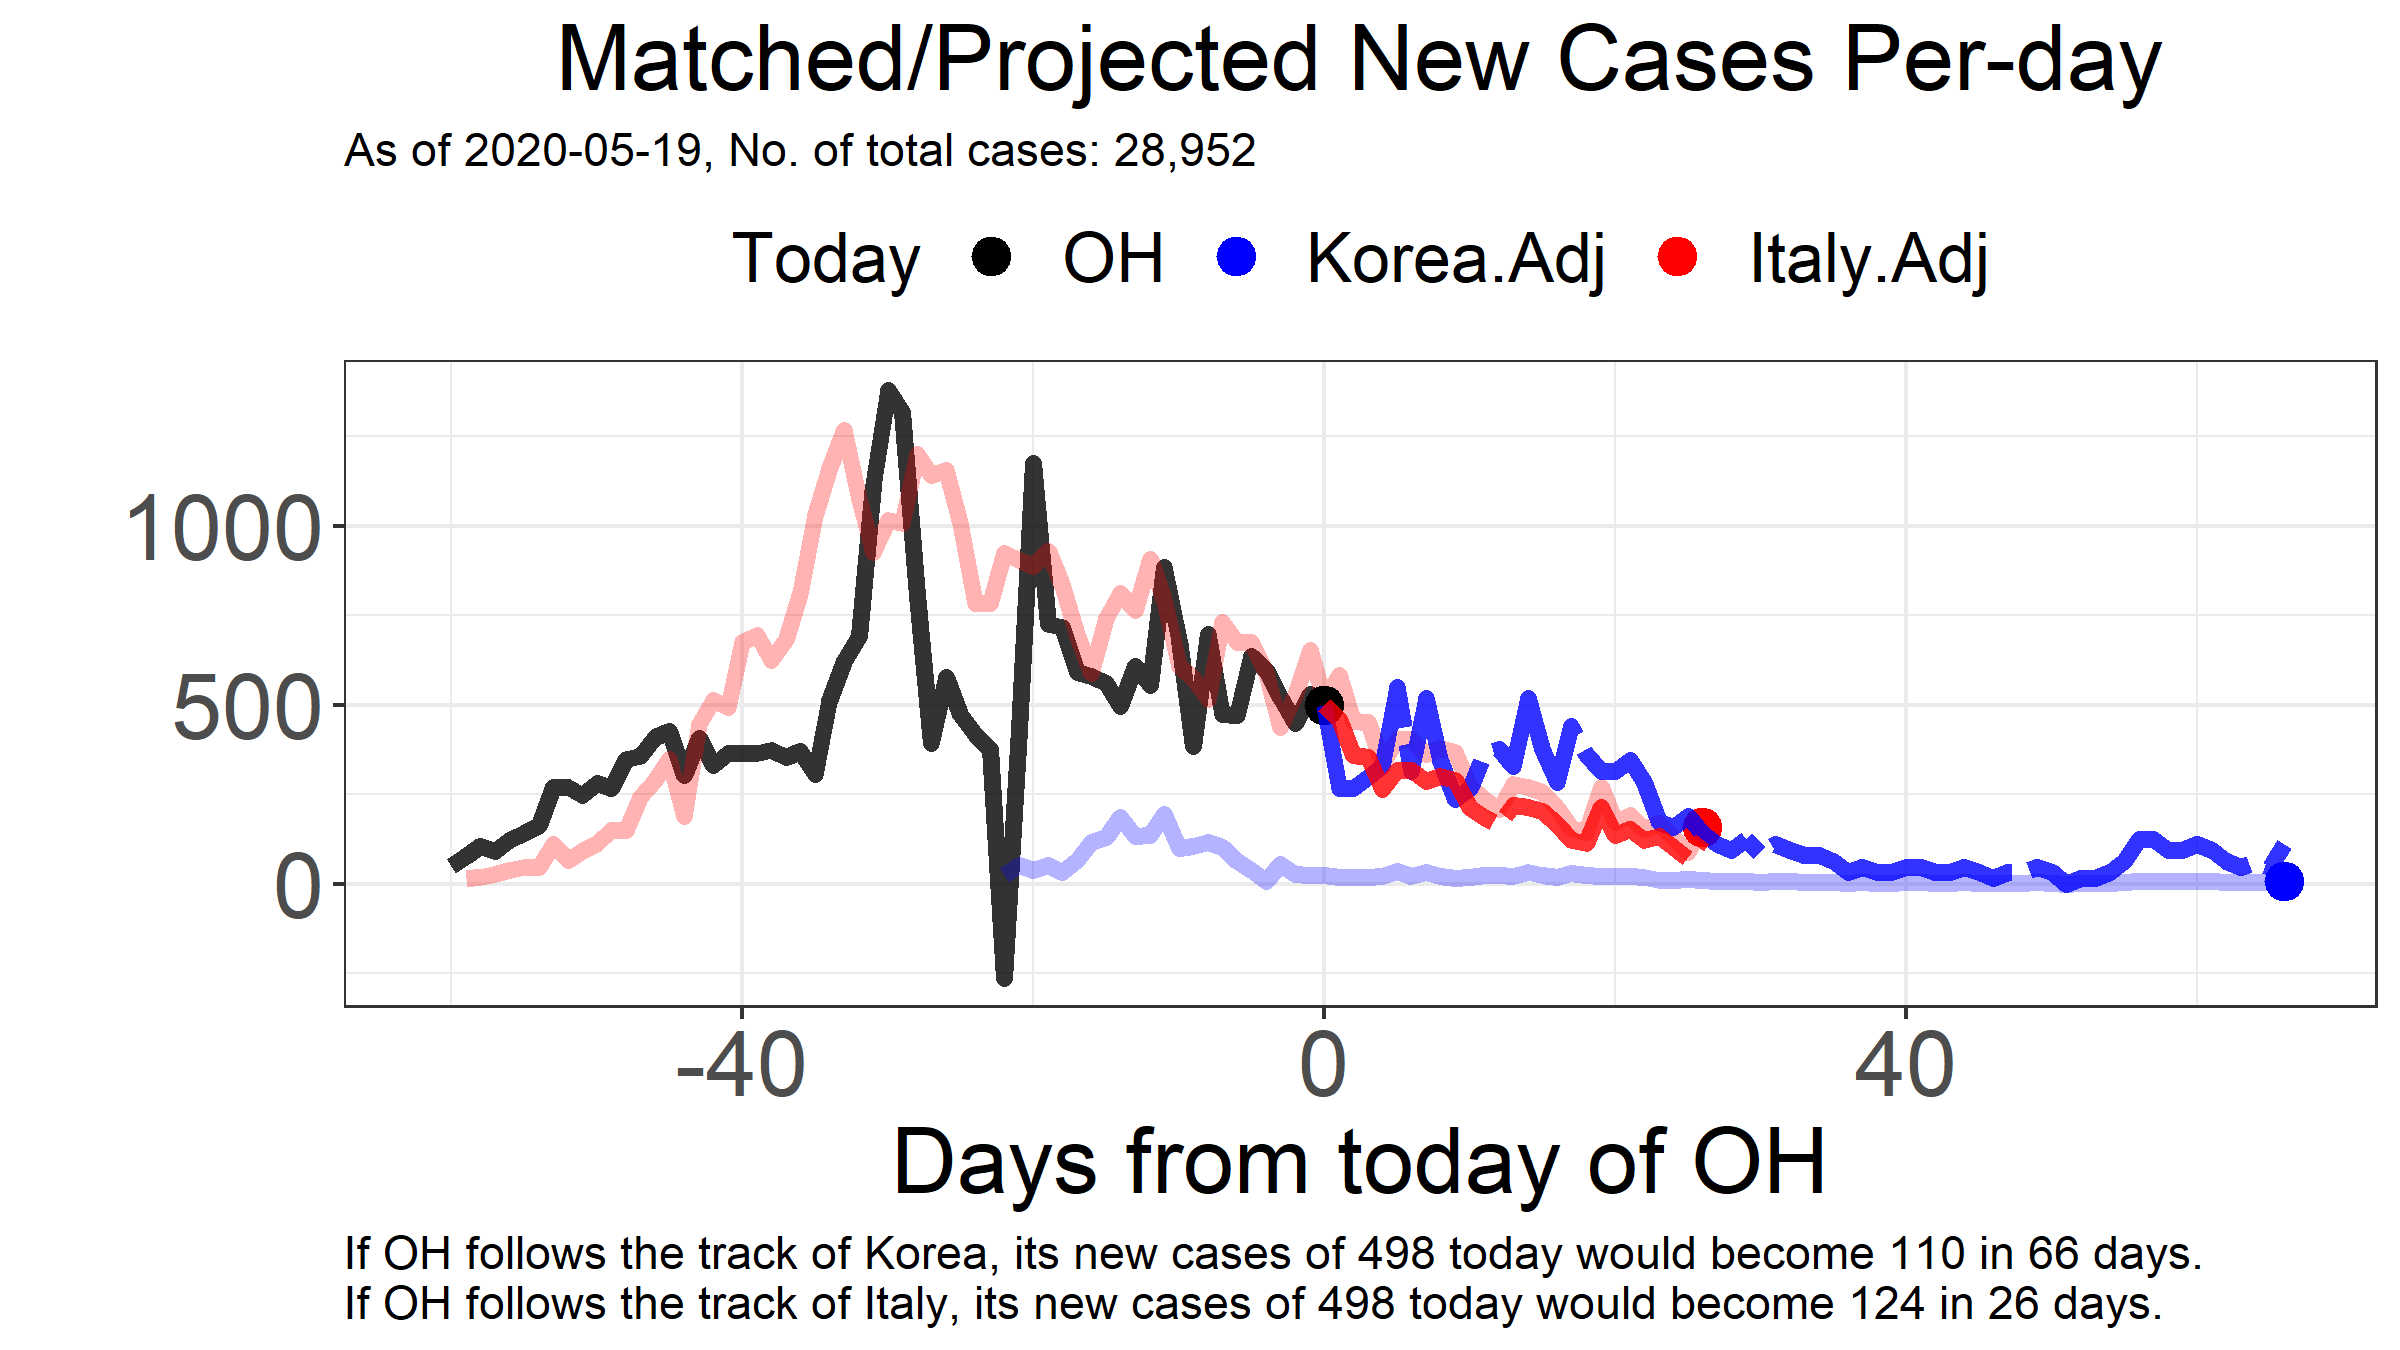 Matched/Projected New Cases Per-day
As of 2020-05-19, No. of total cases: 28,952
Today OH Korea.Adj Italy.Adj
1000
500
0
-40 0 40
Days from today of OH
If OH follows the track of Korea, its new cases of 498 today would become 110 in 66 days.
If OH follows the track of Italy, its new cases of 498 today would become 124 in 26 days.